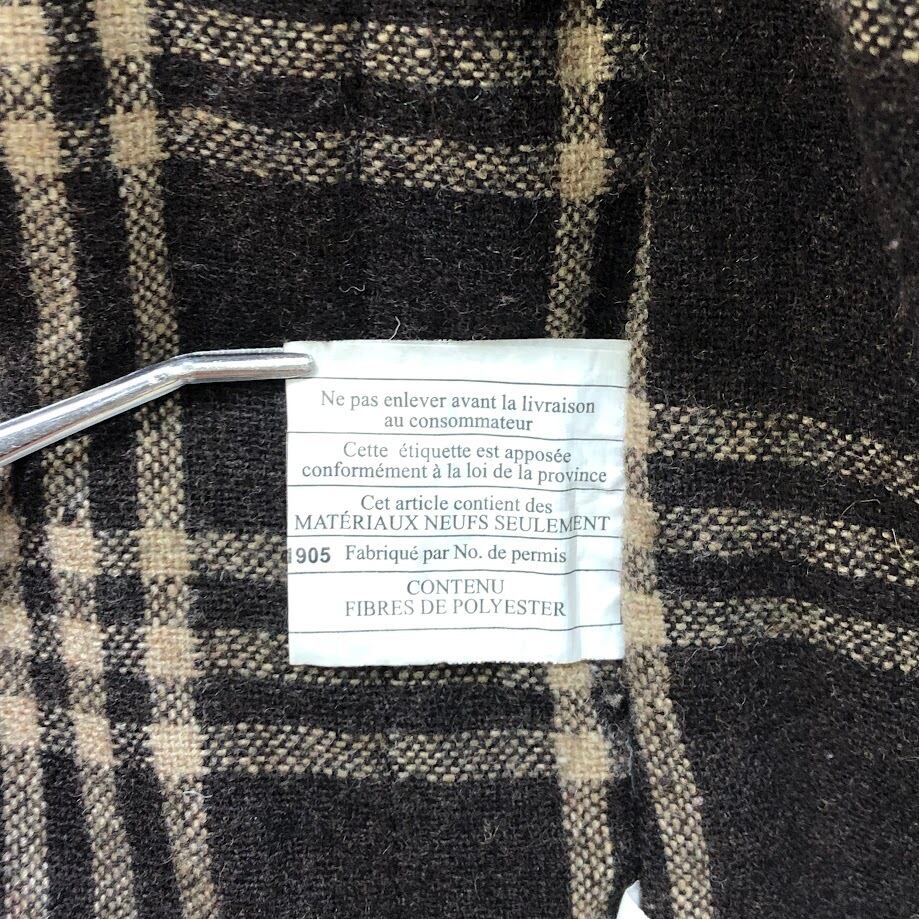 Ne pas enlever avant la livraison
au consommateur
Cette étiquette est apposée
conformément à la loi de la province
Cet article contient des
MATÉRIAUX NEUFS SEULEMENT
1905 Fabriqué par No. de permis
CONTENU
FIBRES DE POLYESTER